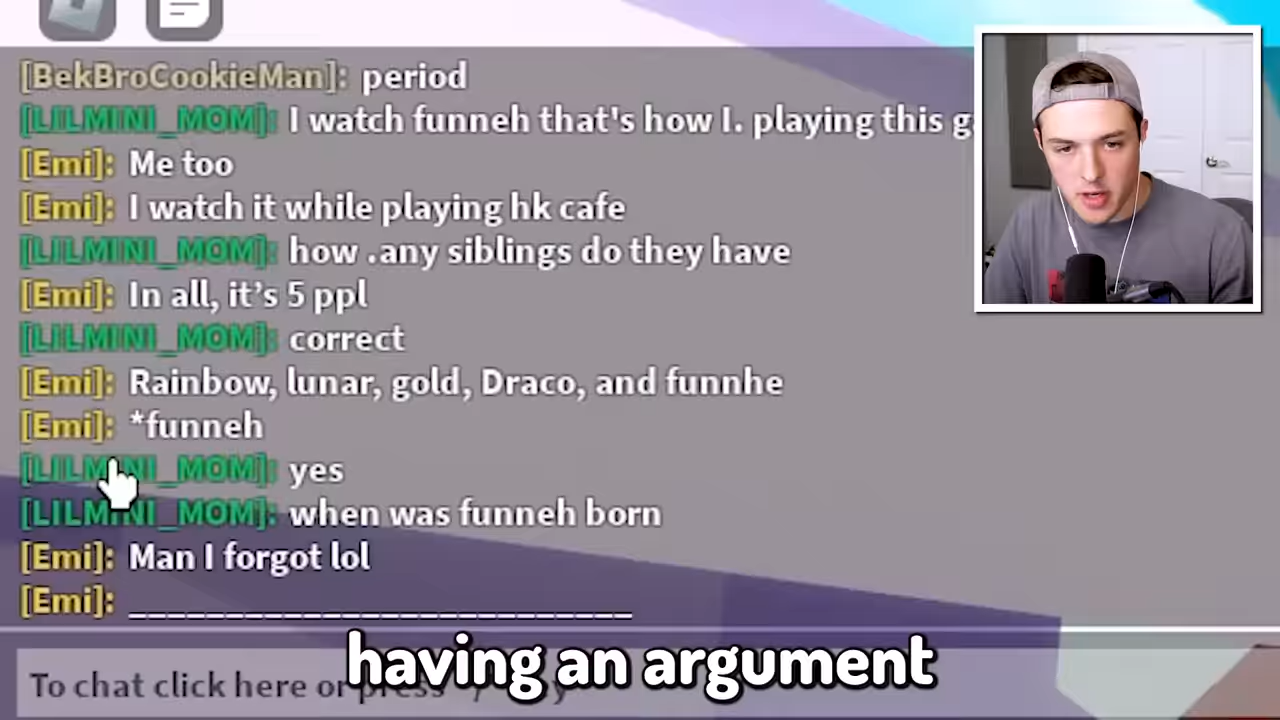 [BekBroCookieMan]: period
[LILMINI_MOM]: I watch funneh that's how I. playing this
[Emi]: Me too
[Emi]: I watch it while playing hk cafe
[LILMINI_MOM]: how .any siblings do they have
[Emi]: In all, it’s 5 ppl
[LILMINI_MOM]: correct
[Emi]: Rainbow, lunar, gold, Draco, and funnhe
[Emi]: *funneh
[LILMINI_MOM]: yes
[LILMINI_MOM]: when was funneh born
[Emi]: Man I forgot lol
[Emi]: __________________________
having an argument
To chat click here or press